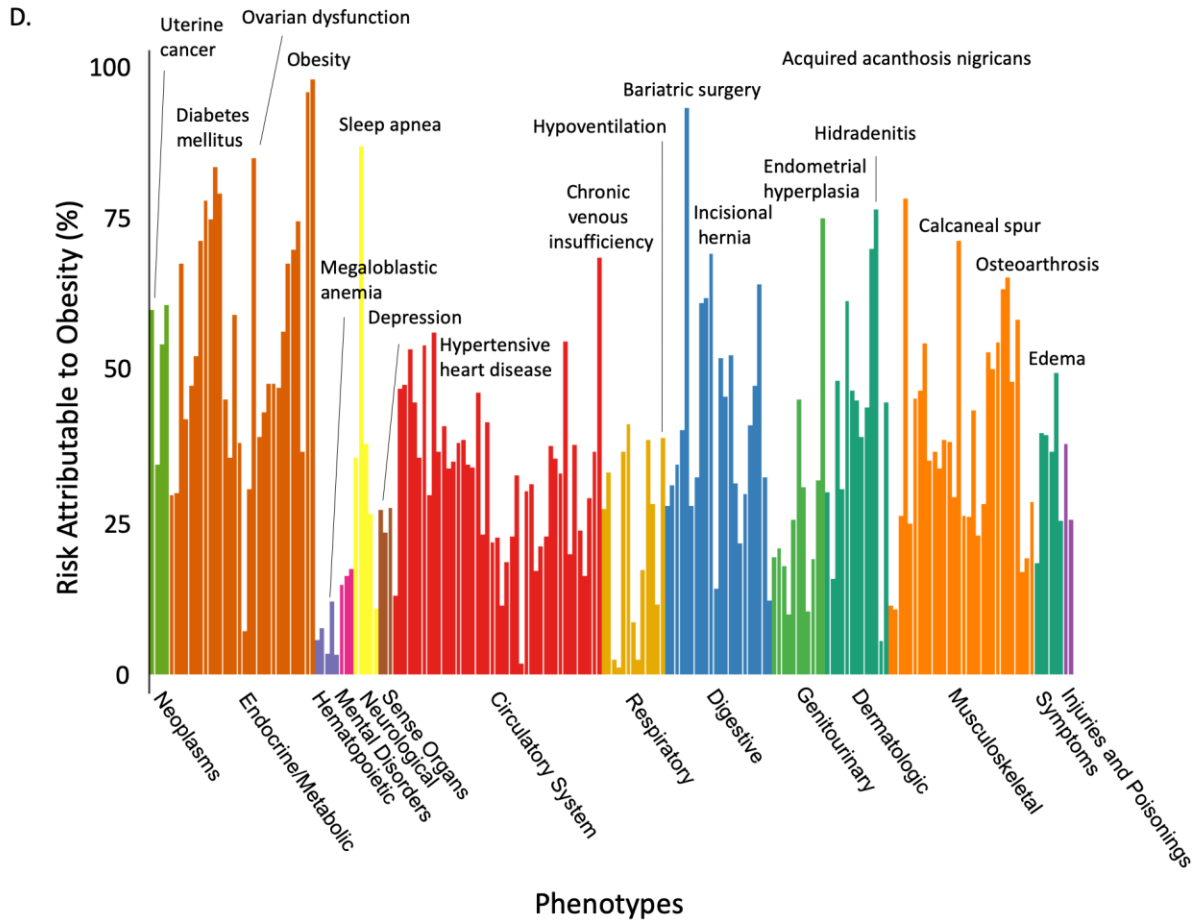 D.
Uterine
cancer
Ovarian dysfunction
Obesity
Diabetes
mellitus
Sleep apnea
Megaloblastic
anemia
Depression
Hypertensive
heart disease
Chronic
venous
insufficiency
Hypoventilation
Bariatric surgery
Incisional
hernia
Acquired acanthosis nigricans
Hidradenitis
Endometrial
hyperplasia
Calcaneal spur
Osteoarthrosis
Edema
Risk Attributable to Obesity (%)
100
75
50
25
0
Neoplasms
Endocrine/Metabolic
Hematopoietic
Mental Disorders
Neurological
Sense Organs
Circulatory System
Respiratory
Digestive
Genitourinary
Dermatologic
Musculoskeletal
Symptoms
Injuries and Poisonings
Phenotypes